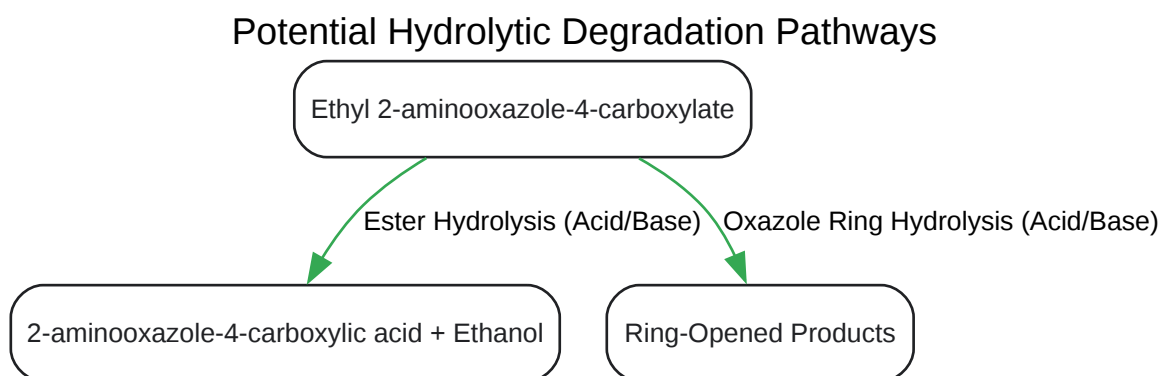 Potential Hydrolytic Degradation Pathways
Ethyl 2-aminooxazole-4-carboxylate
Ester Hydrolysis (Acid/Base)
Oxazole Ring Hydrolysis (Acid/Base)
2-aminooxazole-4-carboxylic acid + Ethanol
Ring-Opened Products